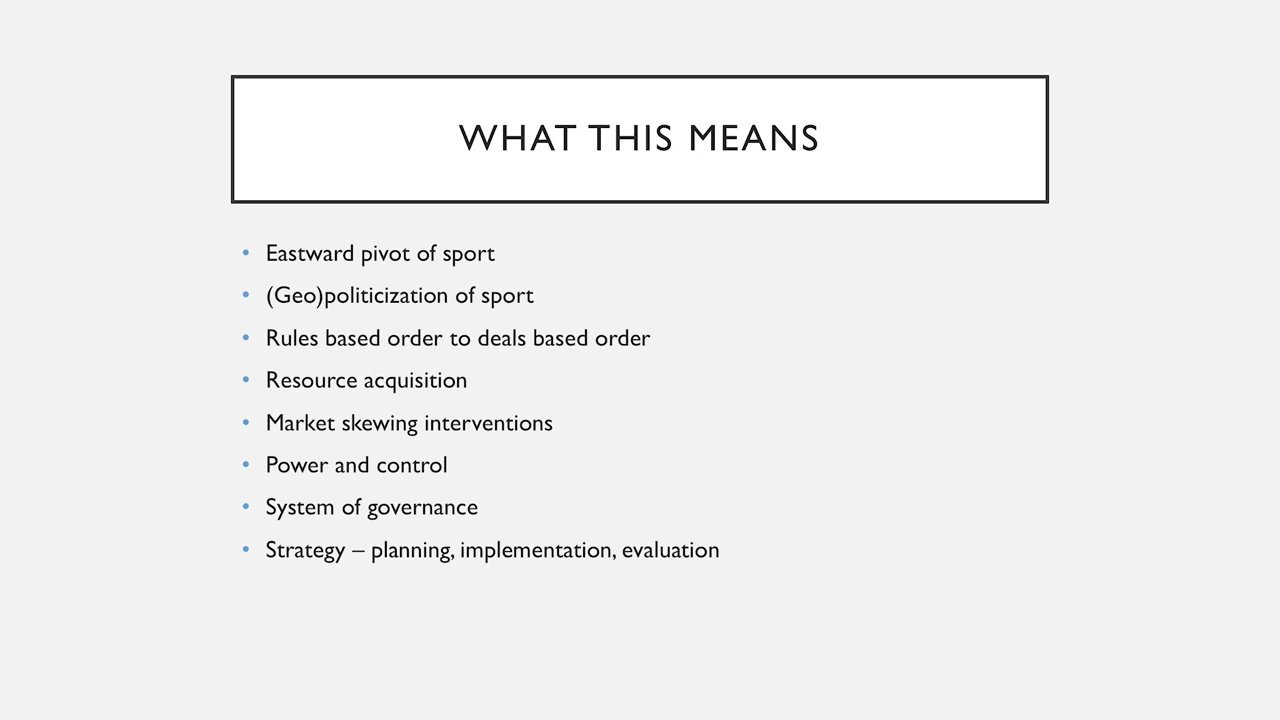 WHAT THIS MEANS
• Eastward pivot of sport
• (Geo)politicization of sport
• Rules based order to deals based order
• Resource acquisition
• Market skewing interventions
• Power and control
• System of governance
• Strategy – planning, implementation, evaluation